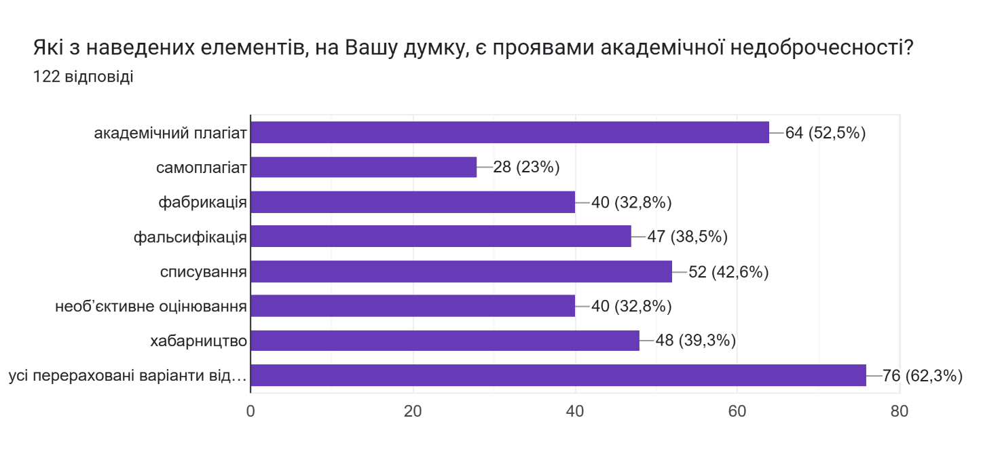 Які з наведених елементів, на Вашу думку, є проявами академічної недоброчесності?
122 відповіді
академічний плагіат 64 (52,5%)
самоплагіат 28 (23%)
фабрикація 40 (32,8%)
фальсифікація 47 (38,5%)
списування 52 (42,6%)
необ’єктивне оцінювання 40 (32,8%)
хабарництво 48 (39,3%)
усі перераховані варіанти від… 76 (62,3%)
0 20 40 60 80